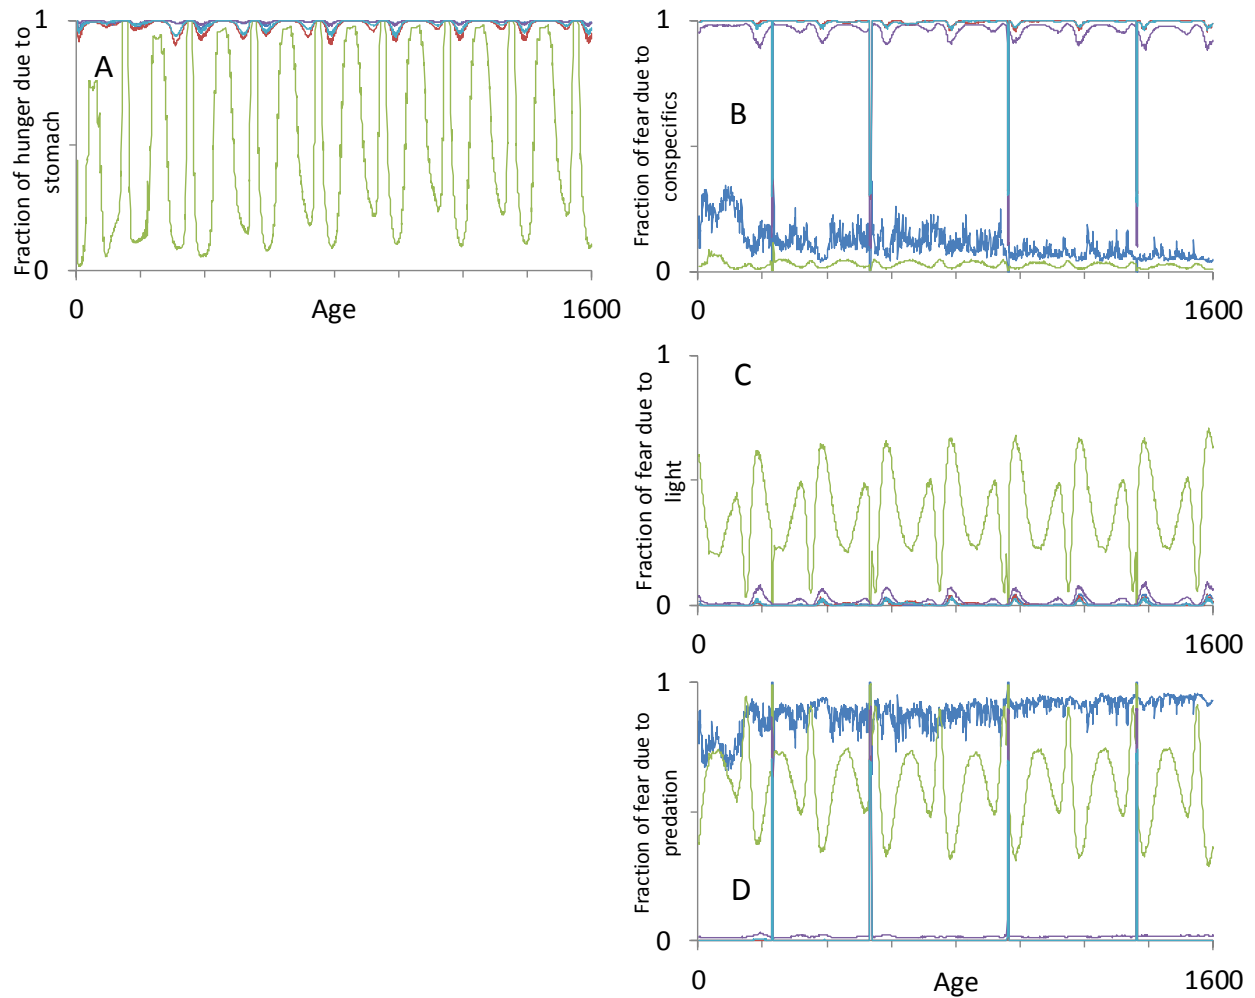 1
Fraction of hunger due to
stomach
A
0
0
Age
1600
1
Fraction of fear due to
conspecifics
B
0
0
1600
1
Fraction of fear due to
light
C
0
0
1600
1
Fraction of fear due to
predation
D
0
0
Age
1600